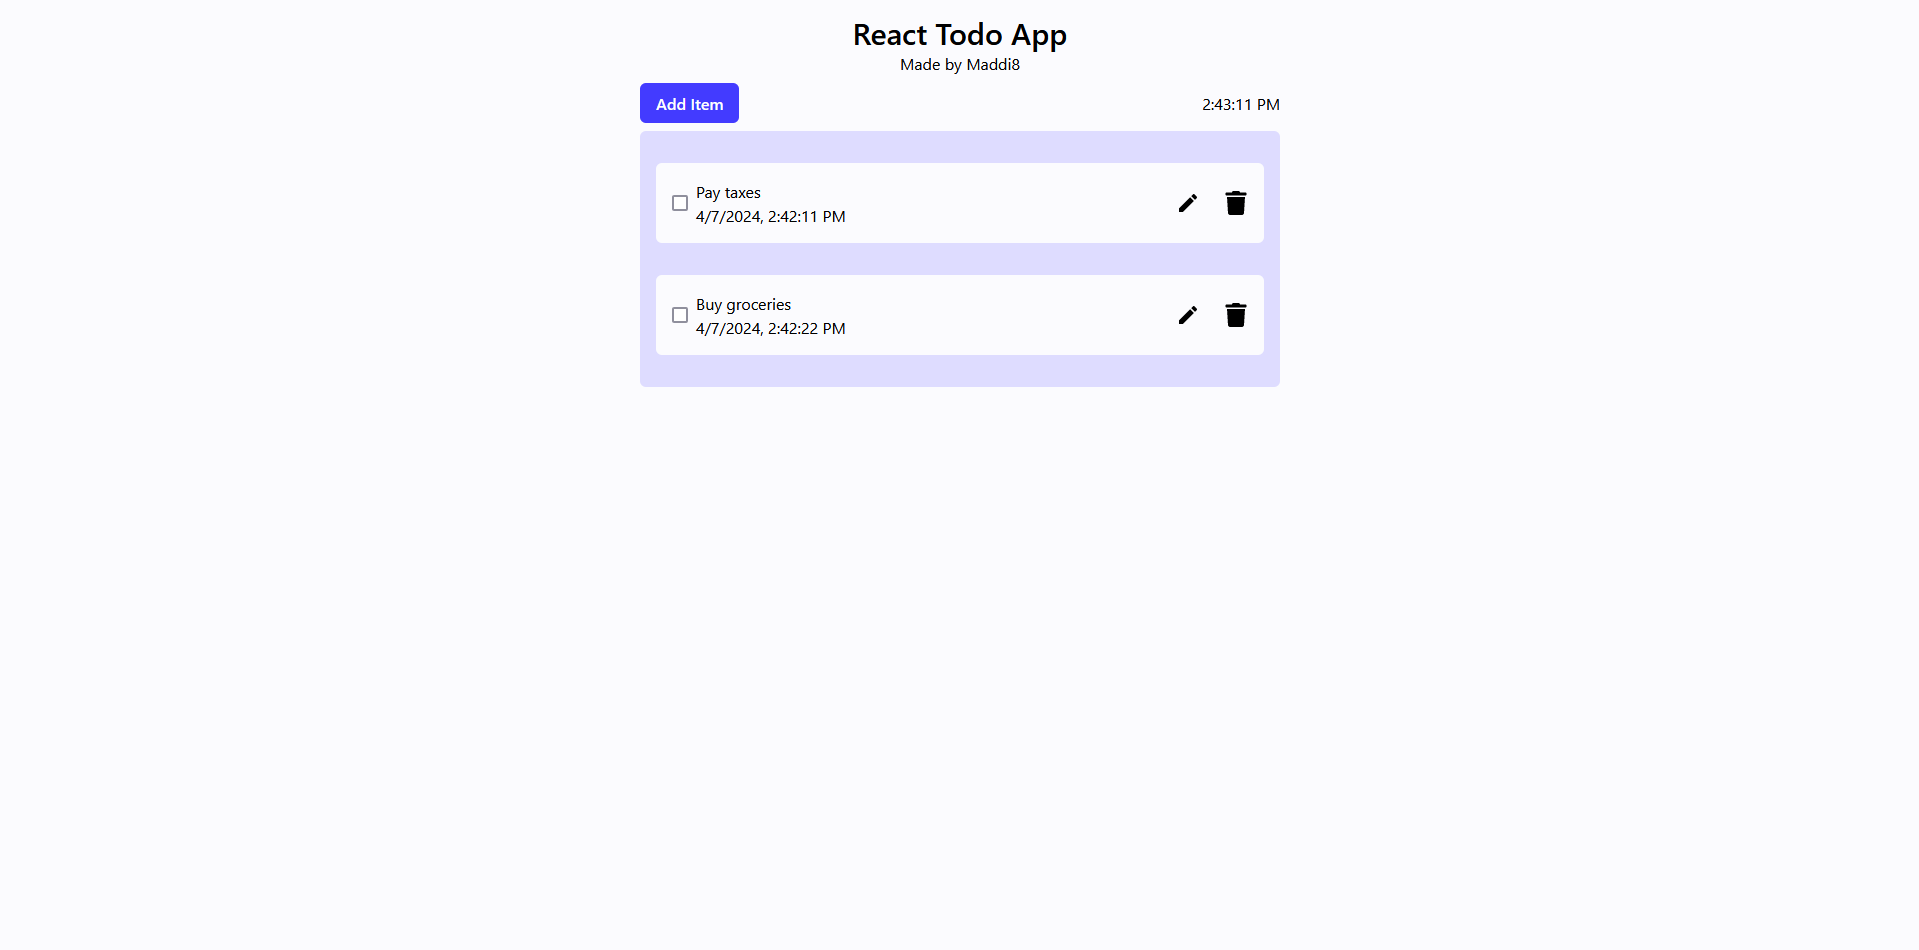 React Todo App
Made by Maddi8
Add Item
2:43:11 PM
Pay taxes
4/7/2024, 2:42:11 PM
Buy groceries
4/7/2024, 2:42:22 PM